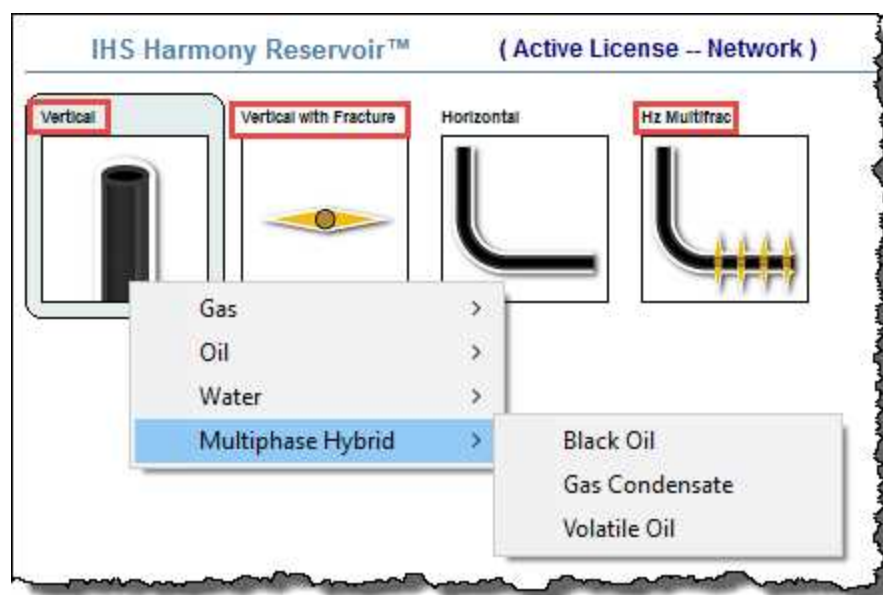 IHS Harmony Reservoir™ ( Active License -- Network )
Vertical Vertical with Fracture Horizontal Hz Multifrac
Gas >
Oil >
Water >
Multiphase Hybrid >
Black Oil
Gas Condensate
Volatile Oil